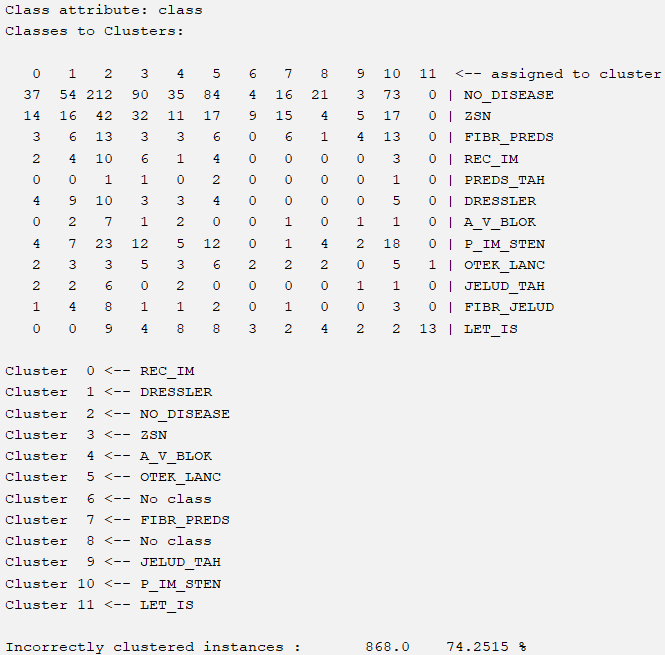 Class attribute: class
Classes to Clusters:
0 1 2 3 4 5 6 7 8 9 10 11 <-- assigned to cluster
37 54 212 90 35 84 4 16 21 3 73 0 | NO_DISEASE
14 16 42 32 11 17 9 15 4 5 17 0 | ZSN
3 6 13 3 3 6 0 6 1 4 13 0 | FIBR_PREDS
2 4 10 6 1 4 0 0 0 0 3 0 | REC_IM
0 0 1 1 0 2 0 0 0 0 1 0 | PREDS_TAH
4 9 10 3 3 4 0 0 0 0 5 0 | DRESSLER
0 2 7 1 2 0 0 1 0 1 1 0 | A_V_BLOK
4 7 23 12 5 12 0 1 4 2 18 0 | P_IM_STEN
2 3 3 5 3 6 2 2 2 0 5 1 | OTEK_LANC
2 2 6 0 2 0 0 0 0 1 1 0 | JELUD_TAH
1 4 8 1 1 2 0 1 0 0 3 0 | FIBR_JELUD
0 0 9 4 8 8 3 2 4 2 2 13 | LET_IS
Cluster 0 <-- REC_IM
Cluster 1 <-- DRESSLER
Cluster 2 <-- NO_DISEASE
Cluster 3 <-- ZSN
Cluster 4 <-- A_V_BLOK
Cluster 5 <-- OTEK_LANC
Cluster 6 <-- No class
Cluster 7 <-- FIBR_PREDS
Cluster 8 <-- No class
Cluster 9 <-- JELUD_TAH
Cluster 10 <-- P_IM_STEN
Cluster 11 <-- LET_IS
Incorrectly clustered instances : 868.0 74.2515 %